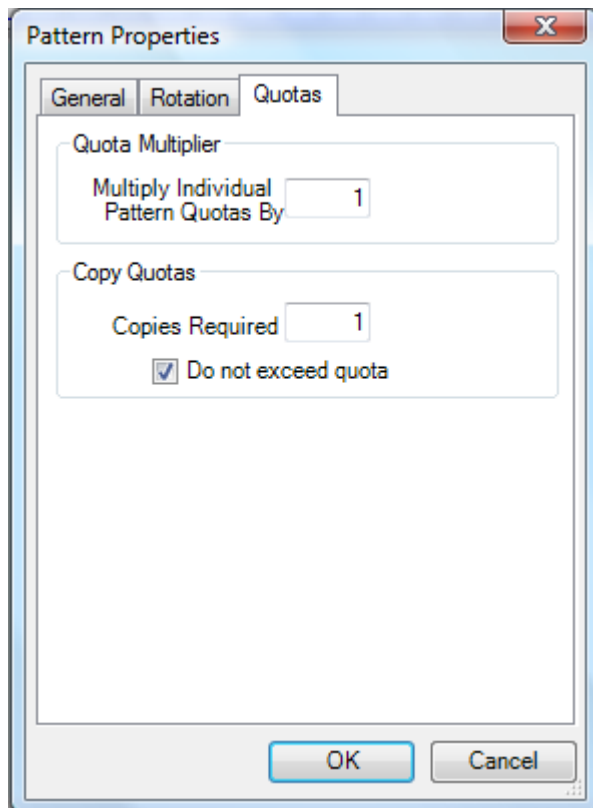 Pattern Properties
General Rotation Quotas
Quota Multiplier
Multiply Individual 1
Pattern Quotas By
Copy Quotas
Copies Required 1
Do not exceed quota
OK Cancel